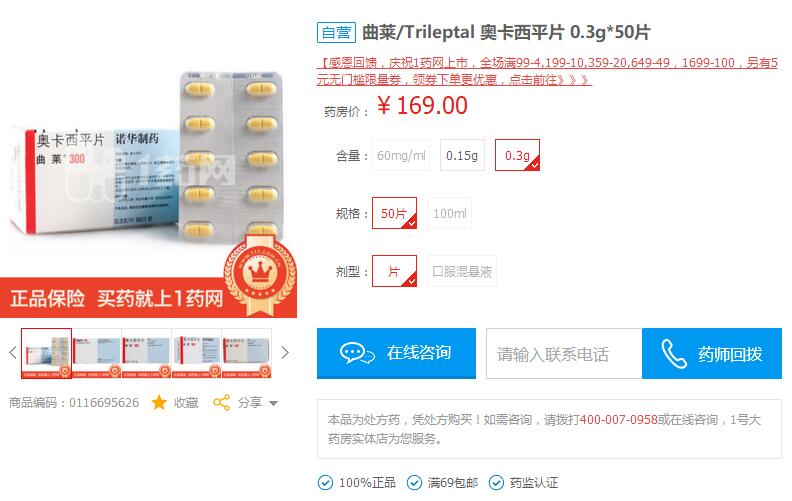 自营 曲莱/Trileptal 奥卡西平片 0.3g*50片
【感恩回馈，庆祝1药网上市，全场满99-4,199-10,359-20,649-49，1699-100，另有5
元无门槛限量券，领券下单更优惠，点击前往》》》
药房价： ￥169.00
含量： 60mg/ml 0.15g 0.3g
规格： 50片 100ml
剂型： 片 口服混悬液
在线咨询 请输入联系电话 药师回拨
本品为处方药，凭处方购买！如需咨询，请拨打400-007-0958或在线咨询，1号大
药房实体店为您服务。
100%正品 满69包邮 药监认证
奥卡西平片 诺华制药
曲莱 300
0.3克/片 50片装
1药网
正品保险 买药就上1药网
商品编码：0116695626 收藏 分享